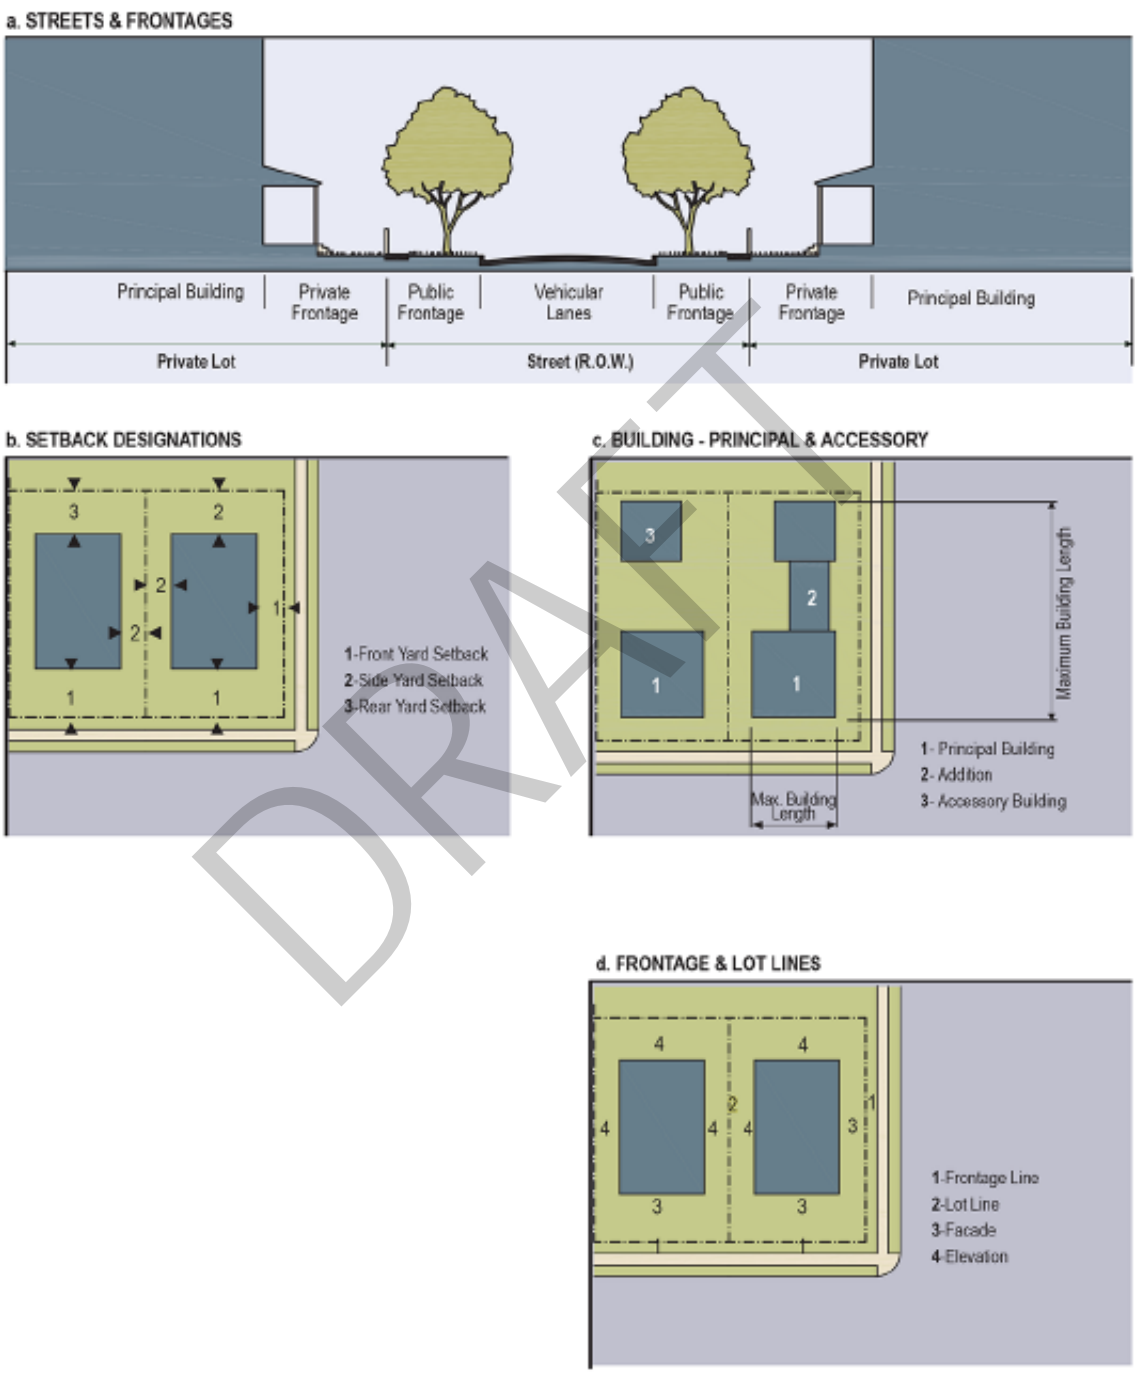 a. STREETS & FRONTAGES
Principal Building
Private
Frontage
Public
Frontage
Vehicular
Lanes
Public
Frontage
Private
Frontage
Principal Building
Private Lot
Street (R.O.W.)
Private Lot
b. SETBACK DESIGNATIONS
3
2
2
1
2
1
1
1-Front Yard Setback
2-Side Yard Setback
3-Rear Yard Setback
c. BUILDING - PRINCIPAL & ACCESSORY
3
2
1
1
Maximum Building Length
Max. Building
Length
1- Principal Building
2- Addition
3- Accessory Building
d. FRONTAGE & LOT LINES
4
4
2
1
4
4
4
3
3
3
1-Frontage Line
2-Lot Line
3-Facade
4-Elevation
DRAFT